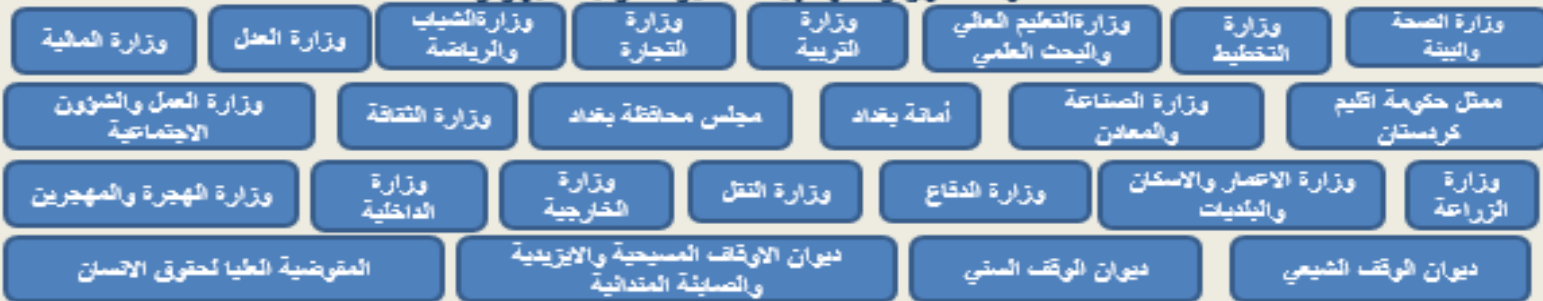 وزارة الصحة
والبيئة
وزارة
التخطيط
وزارة التعليم العالي
والبحث العلمي
وزارة
التربية
وزارة
التجارة
وزارة الشباب
والرياضة
وزارة العدل
وزارة المالية
ممثل حكومة اقليم
كردستان
وزارة الصناعة
والمعادن
أمانة بغداد
مجلس محافظة بغداد
وزارة الثقافة
وزارة العمل والشؤون
الاجتماعية
وزارة
الزراعة
وزارة الاعمار والاسكان
والبلديات
وزارة الدفاع
وزارة النقل
وزارة
الخارجية
وزارة
الداخلية
وزارة الهجرة والمهجرين
ديوان الوقف الشيعي
ديوان الوقف السني
ديوان الاوقاف المسيحية والايزيدية
والصابئة المندائية
المفوضية العليا لحقوق الانسان